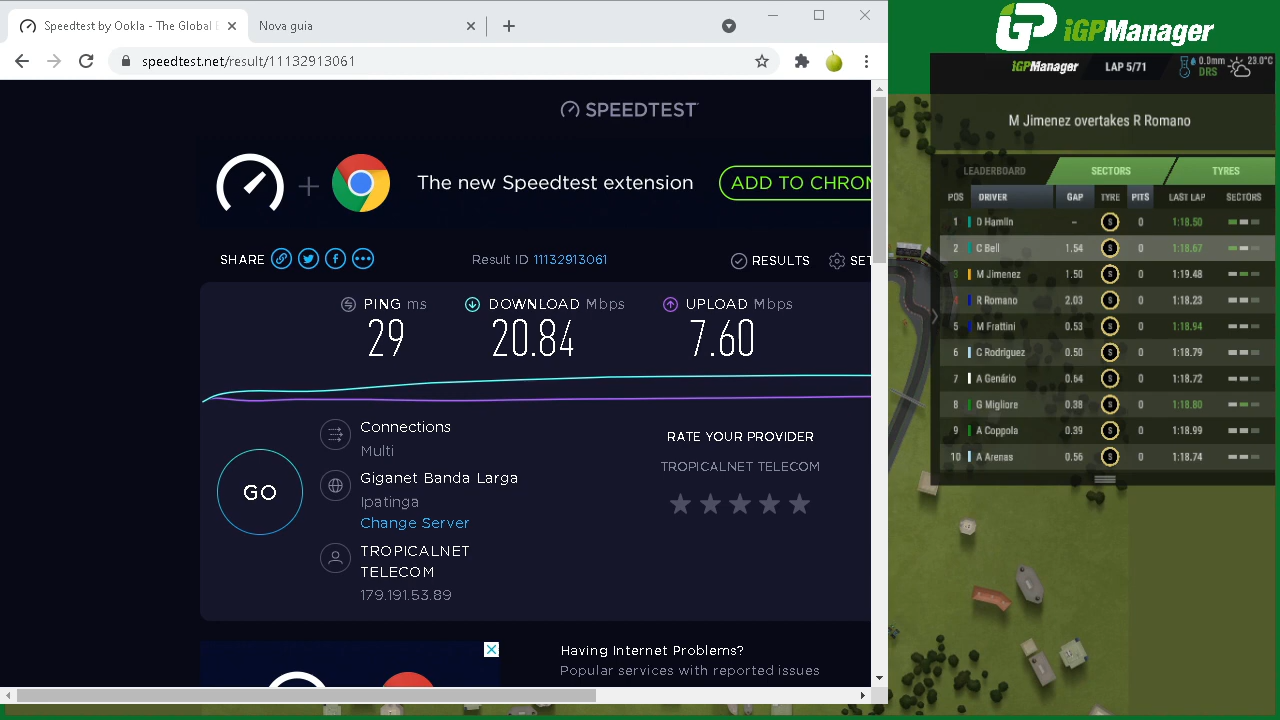 Speedtest by Ookla - The Global
Nova guia
speedtest.net/result/11132913061
SPEEDTEST
The new Speedtest extension
ADD TO CHROM
SHARE
Result ID 11132913061
RESULTS
SET
PING ms
DOWNLOAD Mbps
UPLOAD Mbps
29
20.84
7.60
Connections
Multi
Giganet Banda Larga
Ipatinga
Change Server
TROPICALNET
TELECOM
179.191.53.89
GO
RATE YOUR PROVIDER
TROPICALNET TELECOM
Having Internet Problems?
Popular services with reported issues
iGPManager
iGPManager LAP 5/71 0.0mm DRS 23.0°C
M Jimenez overtakes R Romano
LEADERBOARD SECTORS TYRES
POS DRIVER GAP TYRE PITS LAST LAP SECTORS
1 D Hamlin - S 0 1:18.50
2 C Bell 1.54 S 0 1:18.67
3 M Jimenez 1.50 S 0 1:19.48
4 R Romano 2.03 S 0 1:18.23
5 M Frattini 0.53 S 0 1:18.94
6 C Rodriguez 0.50 S 0 1:18.79
7 A Genário 0.64 S 0 1:18.72
8 G Migliore 0.38 S 0 1:18.80
9 A Coppola 0.39 S 0 1:18.99
10 A Arenas 0.56 S 0 1:18.74